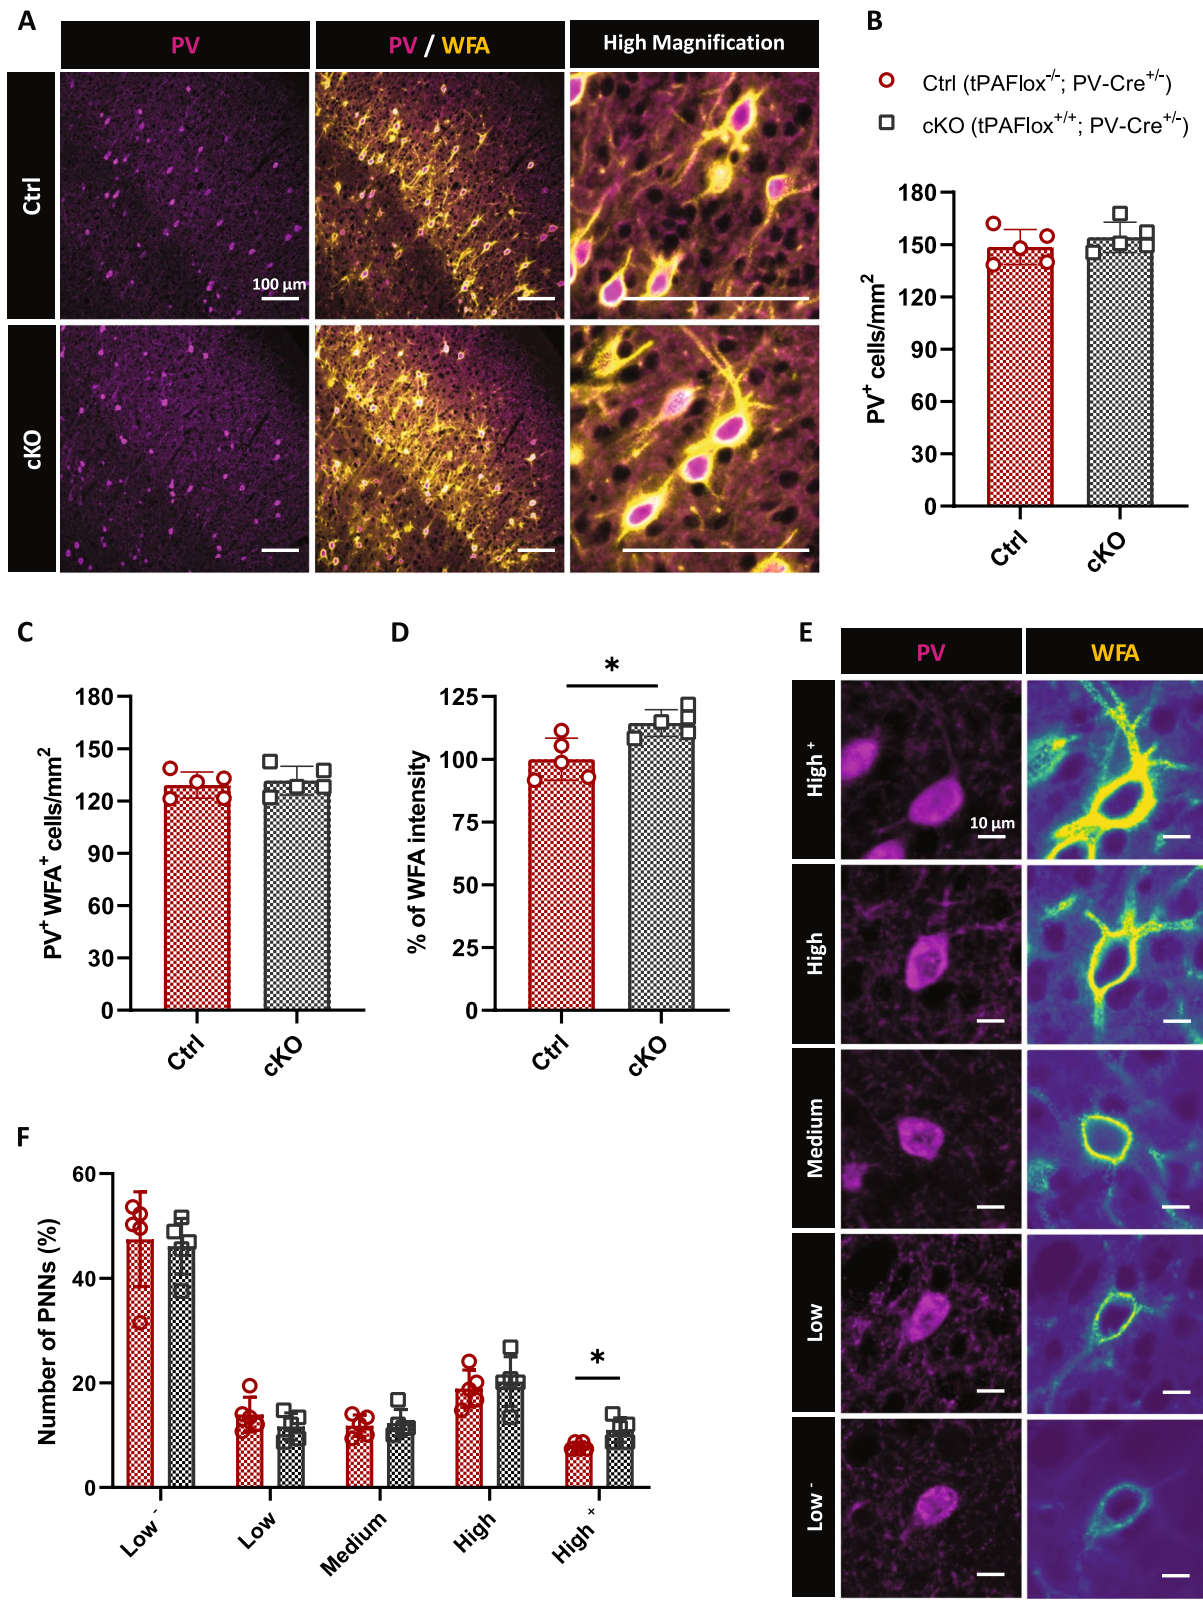 A
PV
PV / WFA
High Magnification
Ctrl
100 µm
cKO
B
Ctrl (tPAFlox-/-; PV-Cre+/-)
cKO (tPAFlox+/+; PV-Cre+/-)
PV+ cells/mm2
180
150
120
90
60
30
0
Ctrl
cKO
C
PV+ WFA+ cells/mm2
180
150
120
90
60
30
0
Ctrl
cKO
D
*
% of WFA intensity
125
100
75
50
25
0
Ctrl
cKO
E
PV
WFA
High +
10 µm
High
Medium
Low
Low -
F
Number of PNNs (%)
60
40
20
0
*
Low -
Low
Medium
High
High +